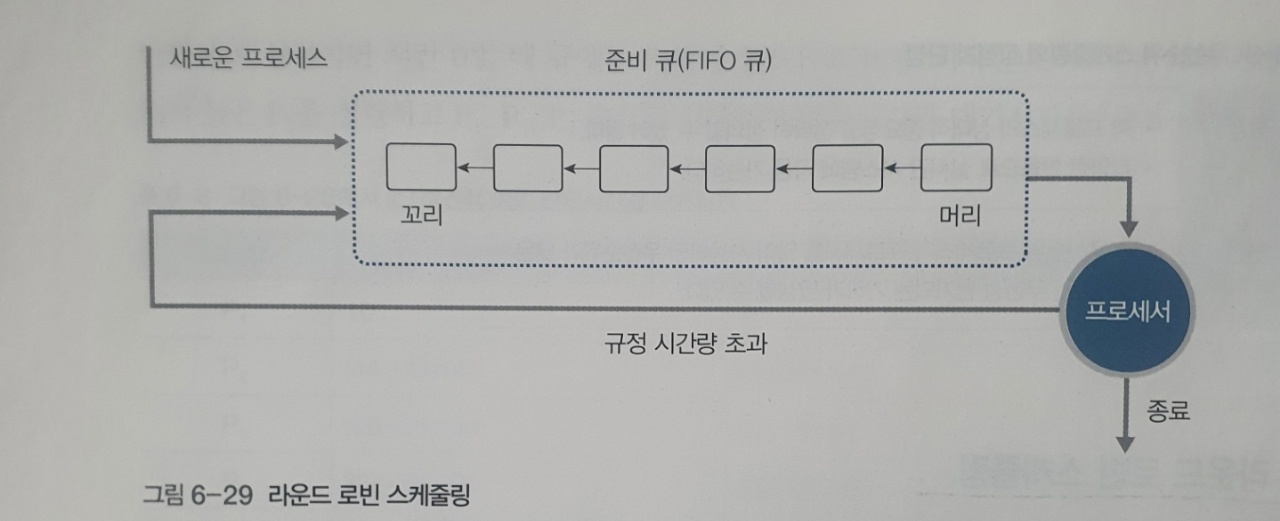 새로운 프로세스
준비 큐(FIFO 큐)
꼬리
머리
프로세서
규정 시간량 초과
종료
그림 6-29 라운드 로빈 스케줄링